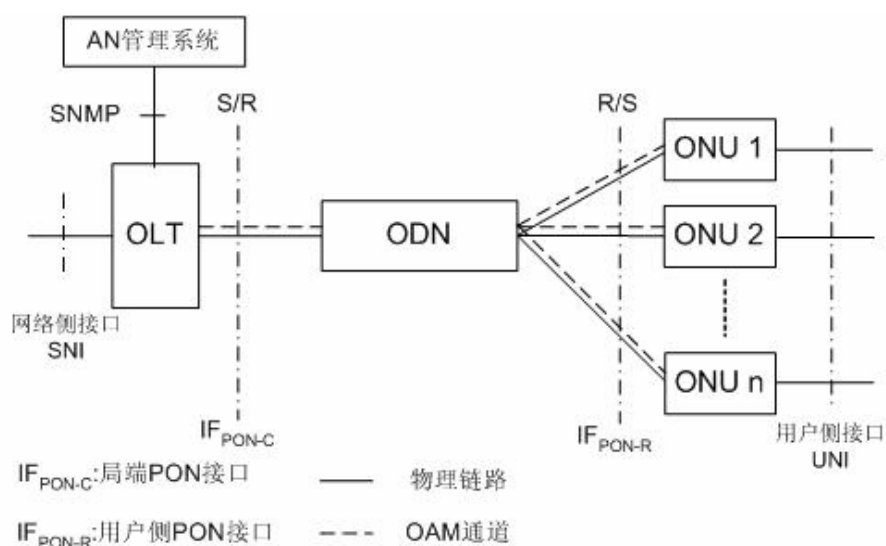 AN管理系统
SNMP
S/R
R/S
OLT
ODN
ONU 1
ONU 2
ONU n
网络侧接口
SNI
IFPON-C
IFPON-R
用户侧接口
UNI
IFPON-C:局端PON接口
物理链路
IFPON-R:用户侧PON接口
OAM通道